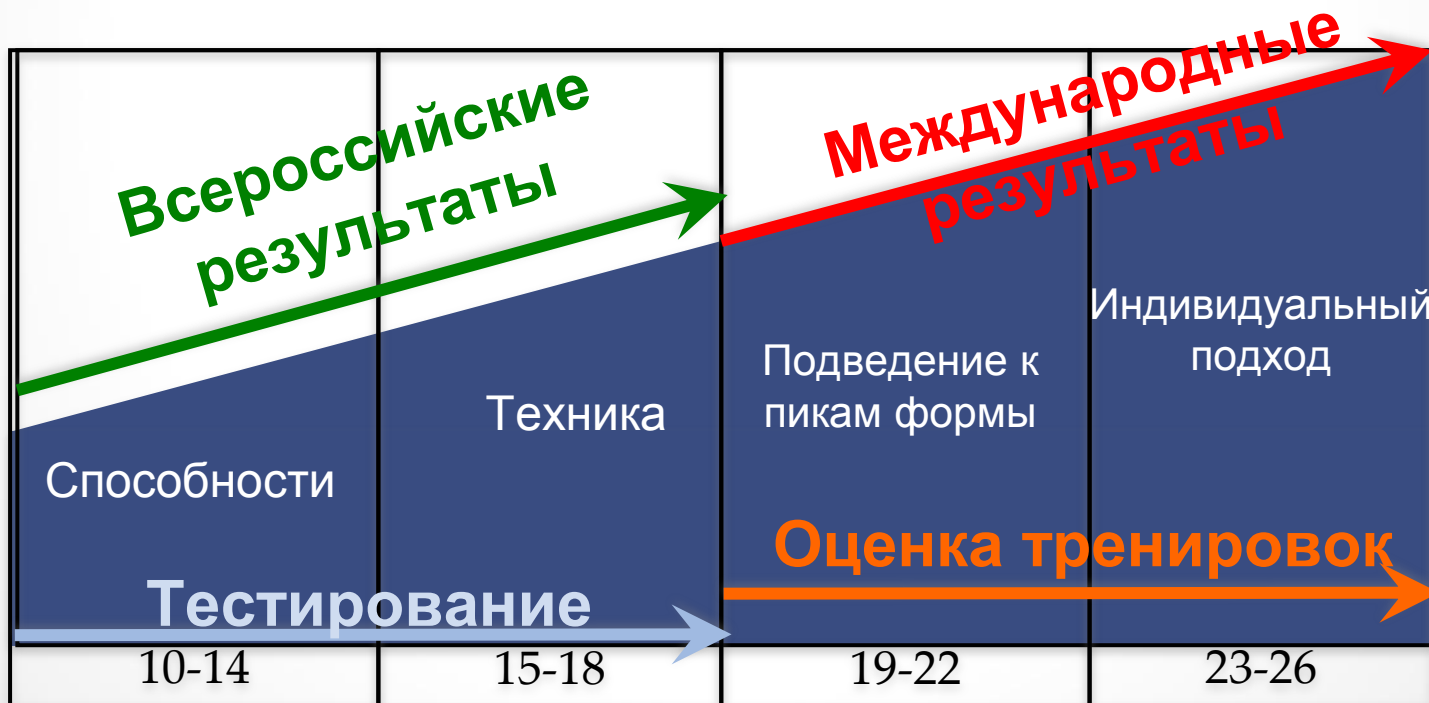 Всероссийские
результаты
Международные
результаты
Способности
Техника
Подведение к
пикам формы
Индивидуальный
подход
Тестирование
Оценка тренировок
10-14
15-18
19-22
23-26